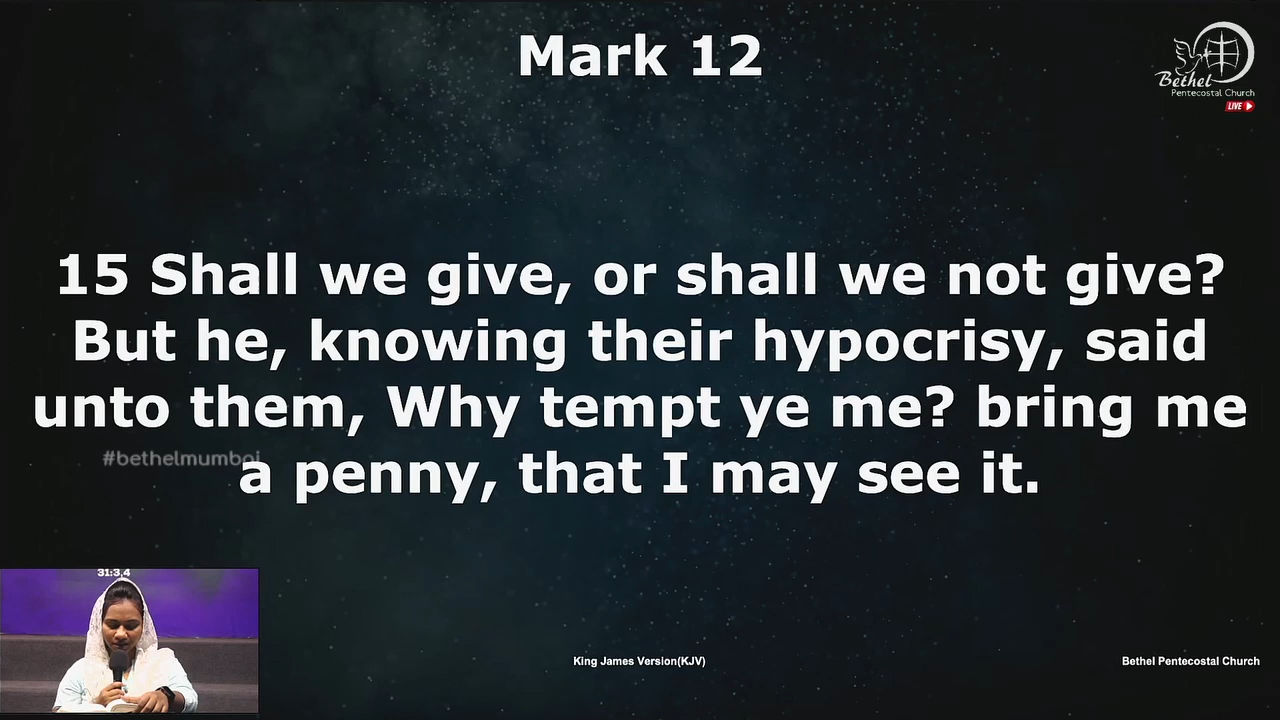 Mark 12
Bethel
Pentecostal Church
LIVE
15 Shall we give, or shall we not give?
But he, knowing their hypocrisy, said
unto them, Why tempt ye me? bring me
#bethelmumbai
a penny, that I may see it.
31:3,4
King James Version(KJV)
Bethel Pentecostal Church